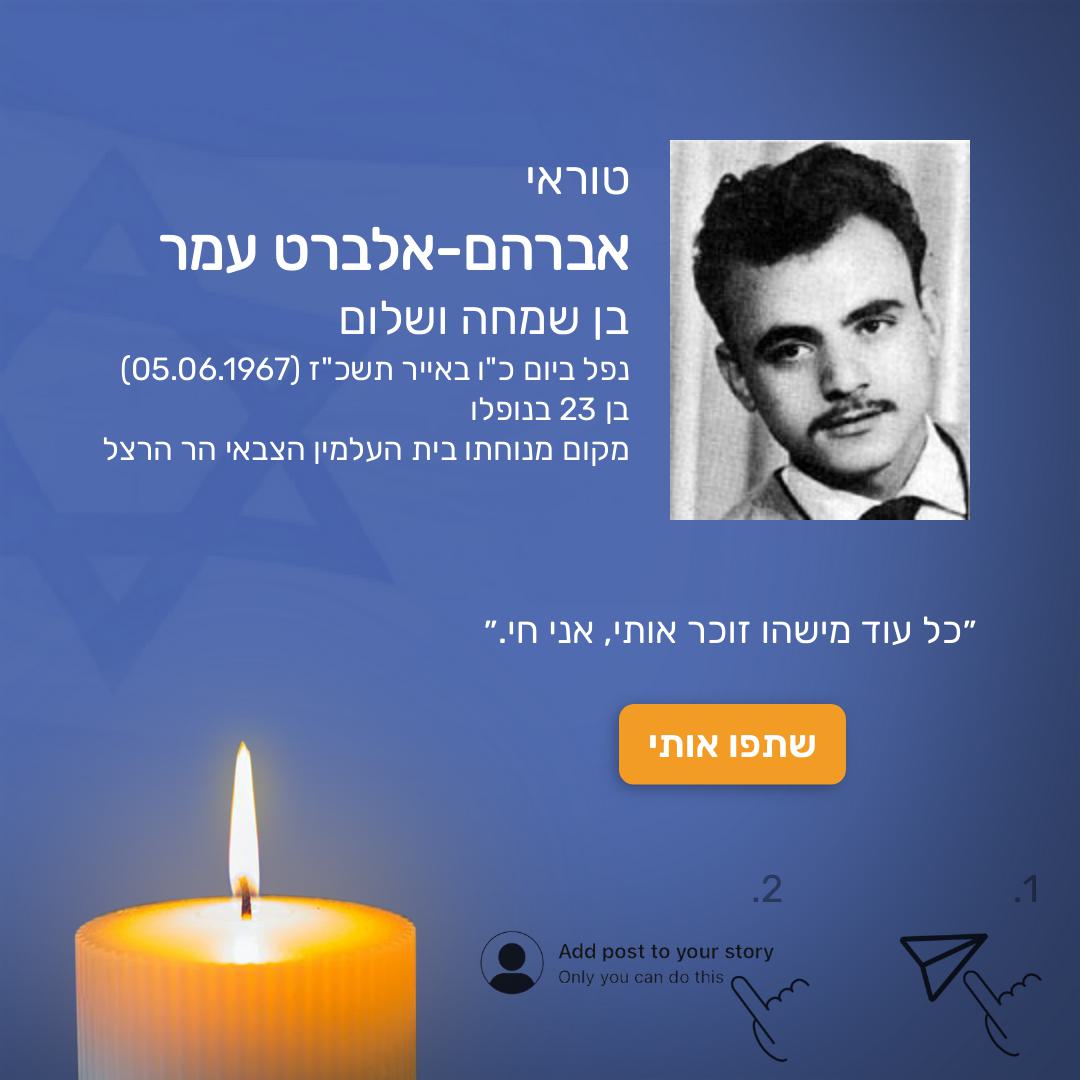 טוראי
אברהם-אלברט עמר
בן שמחה ושלום
נפל ביום כ"ו באייר תשכ"ז (05.06.1967)
בן 23 בנופלו
מקום מנוחתו בית העלמין הצבאי הר הרצל
״כל עוד מישהו זוכר אותי, אני חי.״
שתפו אותי
.1
.2
Add post to your story
Only you can do this